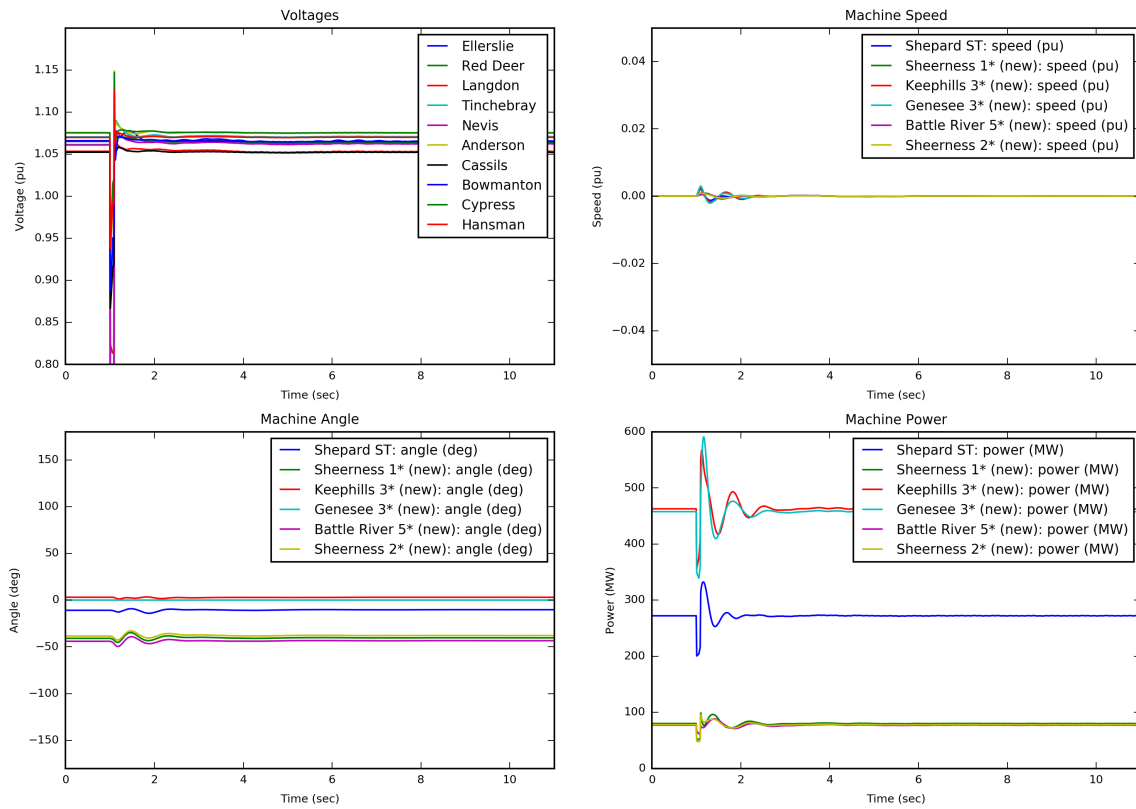 Voltages
Voltage (pu)
1.15
1.10
1.05
1.00
0.95
0.90
0.85
0.80
0
2
4
6
8
10
Time (sec)
Ellerslie
Red Deer
Langdon
Tinchebray
Nevis
Anderson
Cassils
Bowmanton
Cypress
Hansman
Machine Speed
Speed (pu)
0.04
0.02
0.00
−0.02
−0.04
0
2
4
6
8
10
Time (sec)
Shepard ST: speed (pu)
Sheerness 1* (new): speed (pu)
Keephills 3* (new): speed (pu)
Genesee 3* (new): speed (pu)
Battle River 5* (new): speed (pu)
Sheerness 2* (new): speed (pu)
Machine Angle
Angle (deg)
150
100
50
0
−50
−100
−150
0
2
4
6
8
10
Time (sec)
Shepard ST: angle (deg)
Sheerness 1* (new): angle (deg)
Keephills 3* (new): angle (deg)
Genesee 3* (new): angle (deg)
Battle River 5* (new): angle (deg)
Sheerness 2* (new): angle (deg)
Machine Power
Power (MW)
600
500
400
300
200
100
0
0
2
4
6
8
10
Time (sec)
Shepard ST: power (MW)
Sheerness 1* (new): power (MW)
Keephills 3* (new): power (MW)
Genesee 3* (new): power (MW)
Battle River 5* (new): power (MW)
Sheerness 2* (new): power (MW)